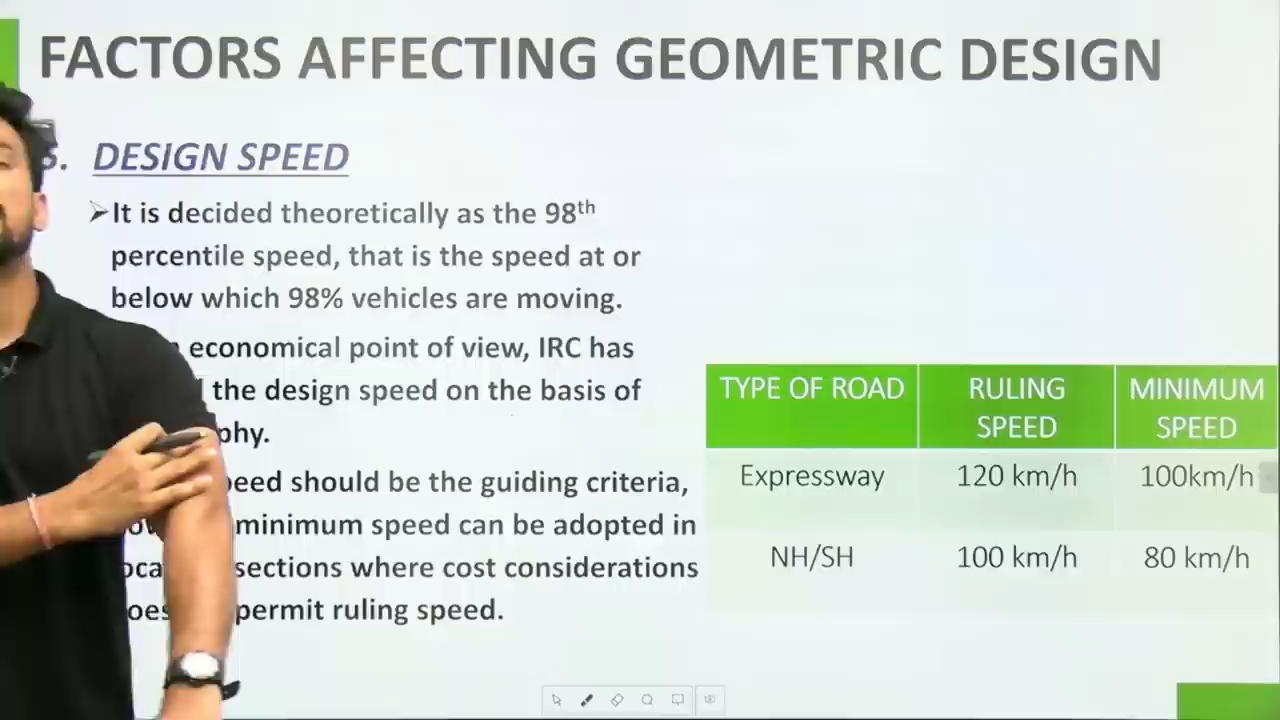 FACTORS AFFECTING GEOMETRIC DESIGN
DESIGN SPEED
➤It is decided theoretically as the 98th
percentile speed, that is the speed at or
below which 98% vehicles are moving.
economical point of view, IRC has
the design speed on the basis of
should be the guiding criteria,
minimum speed can be adopted in
sections where cost considerations
permit ruling speed.
TYPE OF ROAD RULING SPEED MINIMUM SPEED
Expressway 120 km/h 100km/h
NH/SH 100 km/h 80 km/h